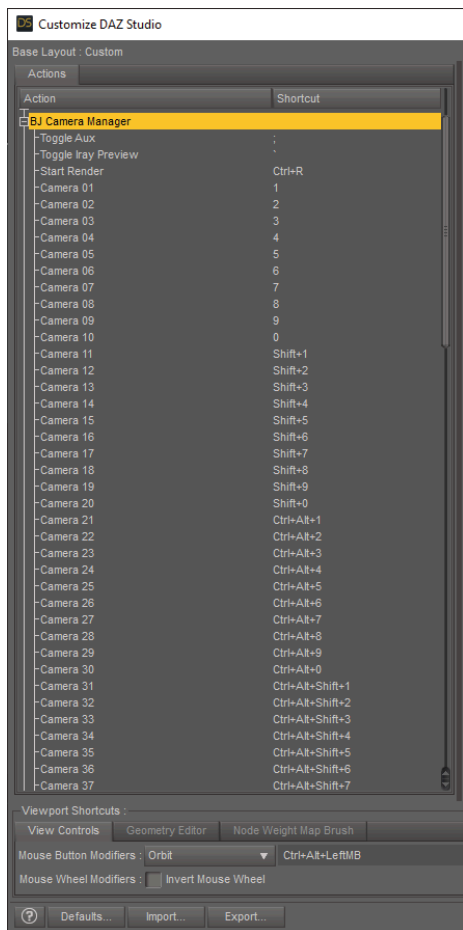 DS Customize DAZ Studio
Base Layout : Custom
Actions
Action Shortcut
BJ Camera Manager
Toggle Aux ;
Toggle Iray Preview `
Start Render Ctrl+R
Camera 01 1
Camera 02 2
Camera 03 3
Camera 04 4
Camera 05 5
Camera 06 6
Camera 07 7
Camera 08 8
Camera 09 9
Camera 10 0
Camera 11 Shift+1
Camera 12 Shift+2
Camera 13 Shift+3
Camera 14 Shift+4
Camera 15 Shift+5
Camera 16 Shift+6
Camera 17 Shift+7
Camera 18 Shift+8
Camera 19 Shift+9
Camera 20 Shift+0
Camera 21 Ctrl+Alt+1
Camera 22 Ctrl+Alt+2
Camera 23 Ctrl+Alt+3
Camera 24 Ctrl+Alt+4
Camera 25 Ctrl+Alt+5
Camera 26 Ctrl+Alt+6
Camera 27 Ctrl+Alt+7
Camera 28 Ctrl+Alt+8
Camera 29 Ctrl+Alt+9
Camera 30 Ctrl+Alt+0
Camera 31 Ctrl+Alt+Shift+1
Camera 32 Ctrl+Alt+Shift+2
Camera 33 Ctrl+Alt+Shift+3
Camera 34 Ctrl+Alt+Shift+4
Camera 35 Ctrl+Alt+Shift+5
Camera 36 Ctrl+Alt+Shift+6
Camera 37 Ctrl+Alt+Shift+7
Viewport Shortcuts :
View Controls Geometry Editor Node Weight Map Brush
Mouse Button Modifiers : Orbit Ctrl+Alt+LeftMB
Mouse Wheel Modifiers : Invert Mouse Wheel
? Defaults... Import... Export...